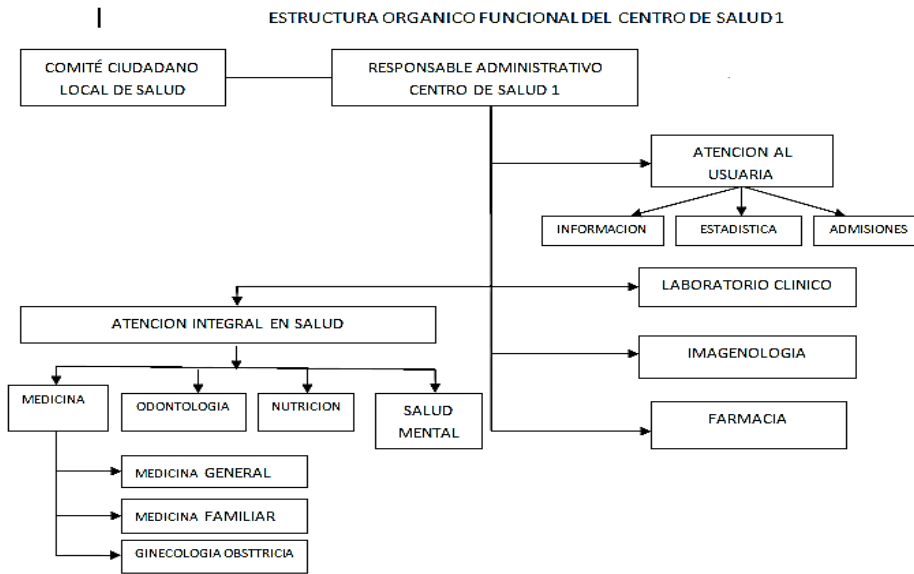 ESTRUCTURA ORGANICO FUNCIONAL DEL CENTRO DE SALUD 1
COMITÉ CIUDADANO
LOCAL DE SALUD
RESPONSABLE ADMINISTRATIVO
CENTRO DE SALUD 1
ATENCION AL
USUARIA
INFORMACION
ESTADISTICA
ADMISIONES
LABORATORIO CLINICO
ATENCION INTEGRAL EN SALUD
IMAGENOLOGIA
MEDICINA
ODONTOLOGIA
NUTRICION
SALUD
MENTAL
FARMACIA
MEDICINA GENERAL
MEDICINA FAMILIAR
GINECOLOGIA OBSTTRICIA